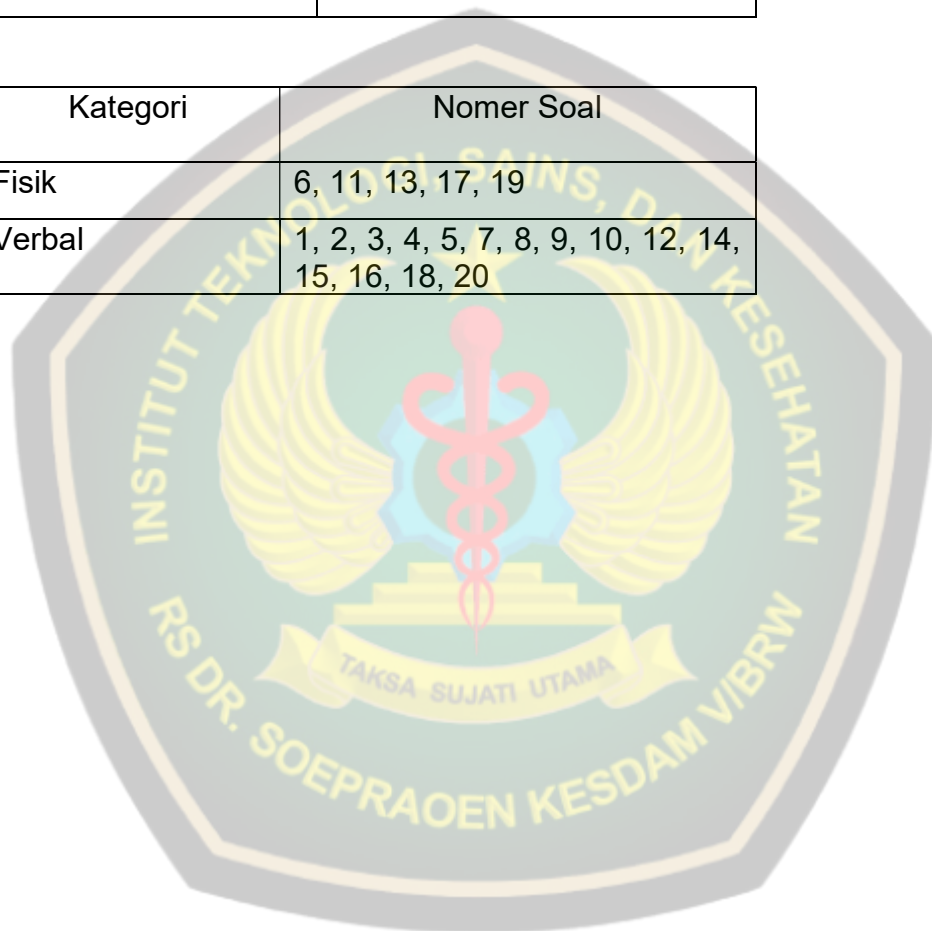 Kategori Nomer Soal
Fisik 6, 11, 13, 17, 19
Verbal 1, 2, 3, 4, 5, 7, 8, 9, 10, 12, 14,
15, 16, 18, 20
INSTITUT TEKNOLOGI, SAINS, DAN KESEHATAN
TAKSA SUJATI UTAMA
RS DR. SOEPRAOEN KESDAM V/BRW